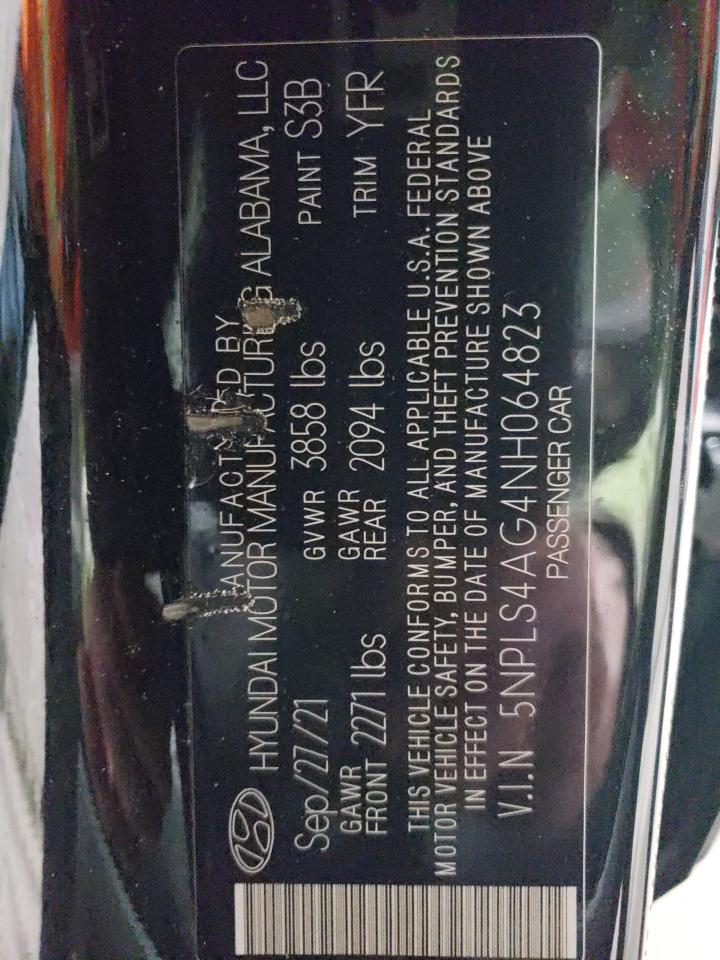 MANUFACTURED BY
HYUNDAI MOTOR MANUFACTURING ALABAMA, LLC
Sep/27/21 GVWR 3858 lbs PAINT S3B
GAWR FRONT 2271 lbs GAWR REAR 2094 lbs TRIM YFR
THIS VEHICLE CONFORMS TO ALL APPLICABLE U.S.A. FEDERAL
MOTOR VEHICLE SAFETY, BUMPER, AND THEFT PREVENTION STANDARDS
IN EFFECT ON THE DATE OF MANUFACTURE SHOWN ABOVE
V.I.N 5NPLS4AG4NH064823
PASSENGER CAR